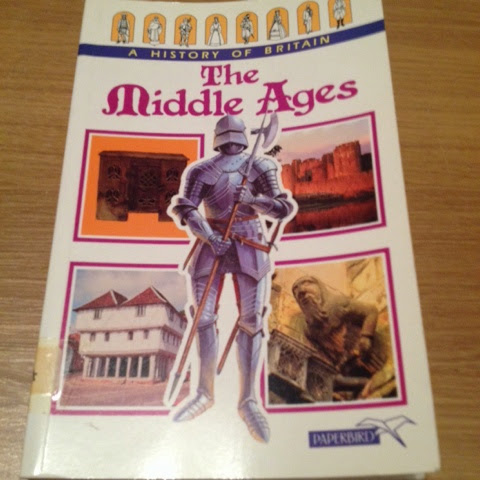 A HISTORY OF BRITAIN
The
Middle Ages
PAPERBIRD